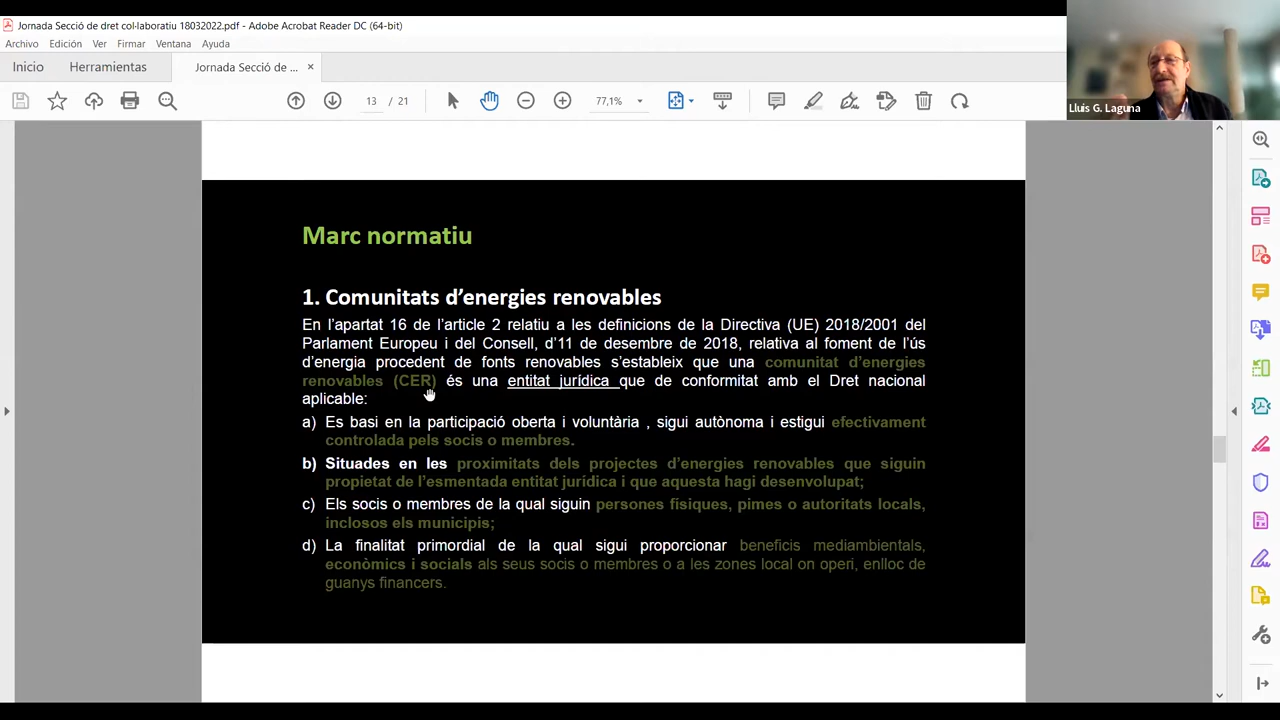 Jornada Secció de dret col·laboratiu 18032022.pdf - Adobe Acrobat Reader DC (64-bit)
Archivo Edición Ver Firmar Ventana Ayuda
Inicio Herramientas Jornada Secció de ... ×
13 / 21 77,1%
Lluis G. Laguna
Marc normatiu
1. Comunitats d’energies renovables
En l’apartat 16 de l’article 2 relatiu a les definicions de la Directiva (UE) 2018/2001 del
Parlament Europeu i del Consell, d’11 de desembre de 2018, relativa al foment de l’ús
d’energia procedent de fonts renovables s’estableix que una comunitat d’energies
renovables (CER) és una entitat jurídica que de conformitat amb el Dret nacional
aplicable:
a) Es basi en la participació oberta i voluntària , sigui autònoma i estigui efectivament
controlada pels socis o membres.
b) Situades en les proximitats dels projectes d’energies renovables que siguin
propietat de l’esmentada entitat jurídica i que aquesta hagi desenvolupat;
c) Els socis o membres de la qual siguin persones físiques, pimes o autoritats locals,
inclosos els municipis;
d) La finalitat primordial de la qual sigui proporcionar beneficis mediambientals,
econòmics i socials als seus socis o membres o a les zones local on operi, enlloc de
guanys financers.